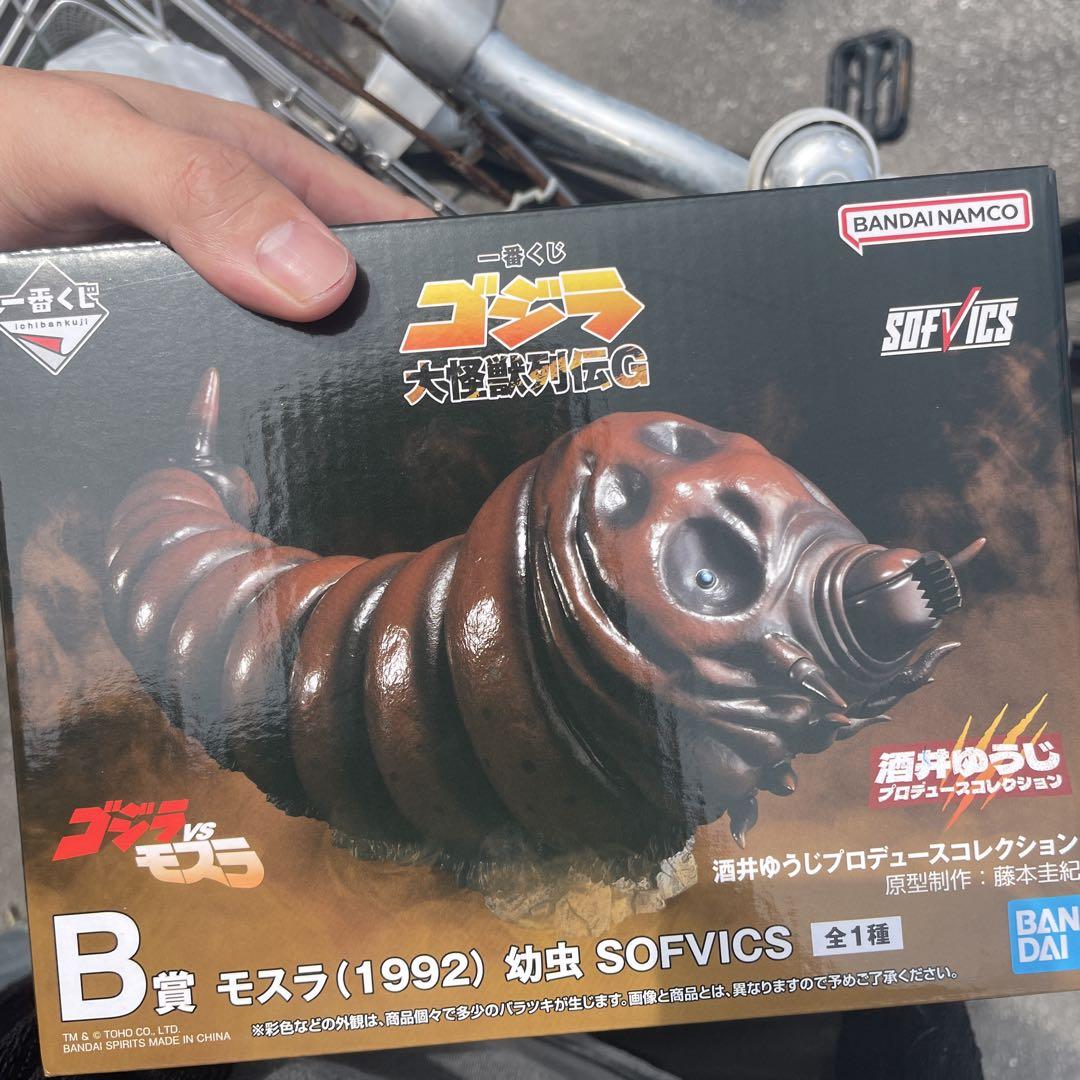 BANDAI NAMCO
一番くじ
ichibankuji
一番くじ
ゴジラ
大怪獣列伝G
SOFVICS
酒井ゆうじ
プロデュースコレクション
ゴジラVS
モスラ
酒井ゆうじプロデュースコレクション
原型制作:藤本圭紀
B賞 モスラ(1992) 幼虫 SOFVICS 全1種
BAN
DAI
TM & © TOHO CO., LTD.
BANDAI SPIRITS MADE IN CHINA
※彩色などの外観は、商品個々で多少のバラツキが生じます。画像と商品とは、異なりますので予めご了承ください。